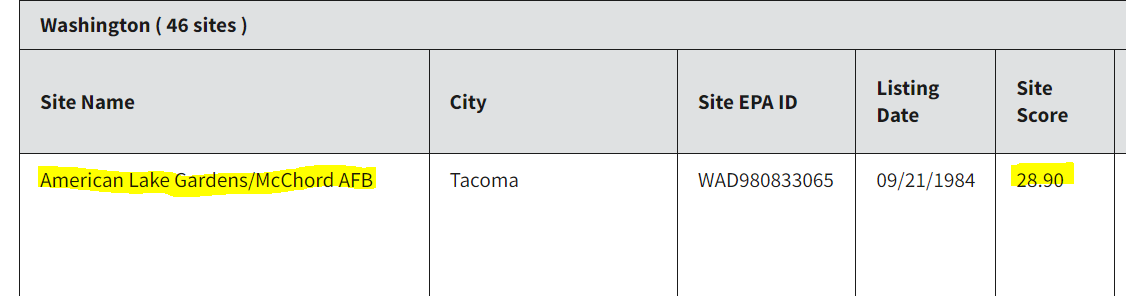 Washington ( 46 sites )
Site Name City Site EPA ID Listing Date Site Score
American Lake Gardens/McChord AFB Tacoma WAD980833065 09/21/1984 28.90